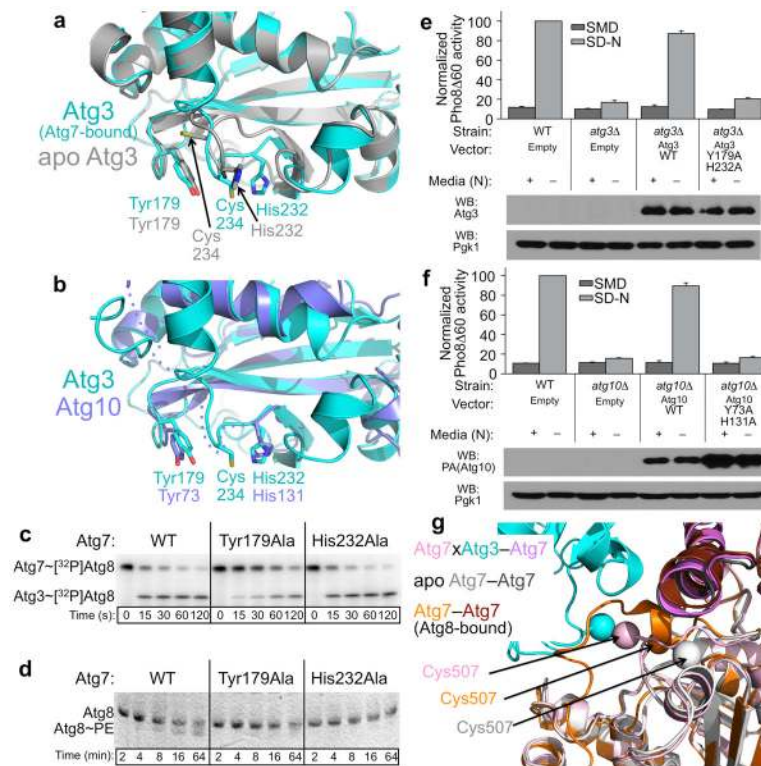 a
Atg3
(Atg7-bound)
apo Atg3
Tyr179
Tyr179
Cys
234
Cys
234
His232
His232
b
Atg3
Atg10
Tyr179
Tyr73
Cys
234
His232
His131
c
Atg7: WT Tyr179Ala His232Ala
Atg7~[32P]Atg8
Atg3~[32P]Atg8
Time (s): 0 15 30 60 120 0 15 30 60 120 0 15 30 60 120
d
Atg7: WT Tyr179Ala His232Ala
Atg8
Atg8~PE
Time (min): 2 4 8 16 64 2 4 8 16 64 2 4 8 16 64
e
Normalized
Pho8Δ60 activity
100
80
60
40
20
0
SMD
SD-N
Strain: WT atg3Δ atg3Δ atg3Δ
Vector: Empty Empty Atg3 WT Atg3 Y179A H232A
Media (N) + – + – + – + –
WB:
Atg3
WB:
Pgk1
f
Normalized
Pho8Δ60 activity
100
80
60
40
20
0
SMD
SD-N
Strain: WT atg10Δ atg10Δ atg10Δ
Vector: Empty Empty Atg10 WT Atg10 Y73A H131A
Media (N) + – + – + – + –
WB:
PA(Atg10)
WB:
Pgk1
g
Atg7xAtg3–Atg7
apo Atg7–Atg7
Atg7–Atg7
(Atg8-bound)
Cys507
Cys507
Cys507